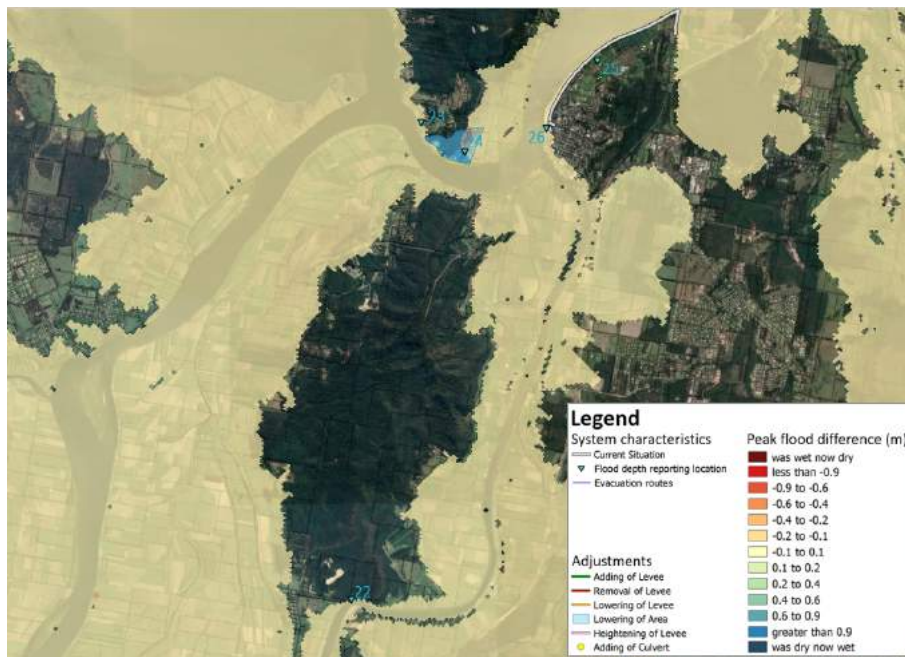 23
24
25
26
22
Legend
System characteristics
Current Situation
Flood depth reporting location
Evacuation routes
Adjustments
Adding of Levee
Removal of Levee
Lowering of Levee
Lowering of Area
Heightening of Levee
Adding of Culvert
Peak flood difference (m)
was wet now dry
less than -0.9
-0.9 to -0.6
-0.6 to -0.4
-0.4 to -0.2
-0.2 to -0.1
-0.1 to 0.1
0.1 to 0.2
0.2 to 0.4
0.4 to 0.6
0.6 to 0.9
greater than 0.9
was dry now wet